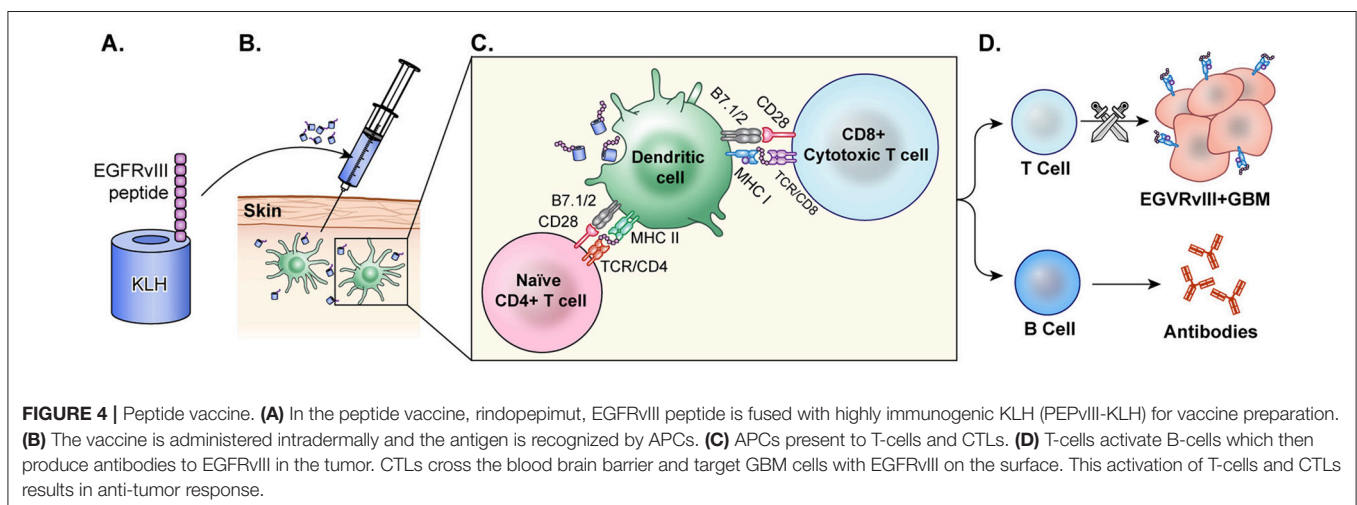 A.
B.
C.
D.
EGFRvIII
peptide
KLH
Skin
Dendritic
cell
B7.1/2
CD28
MHC I
TCR/CD8
CD8+
Cytotoxic T cell
B7.1/2
CD28
MHC II
TCR/CD4
Naïve
CD4+ T cell
T Cell
EGVRvIII+GBM
B Cell
Antibodies
FIGURE 4 | Peptide vaccine. (A) In the peptide vaccine, rindopepimut, EGFRvIII peptide is fused with highly immunogenic KLH (PEPvIII-KLH) for vaccine preparation.
(B) The vaccine is administered intradermally and the antigen is recognized by APCs. (C) APCs present to T-cells and CTLs. (D) T-cells activate B-cells which then
produce antibodies to EGFRvIII in the tumor. CTLs cross the blood brain barrier and target GBM cells with EGFRvIII on the surface. This activation of T-cells and CTLs
results in anti-tumor response.